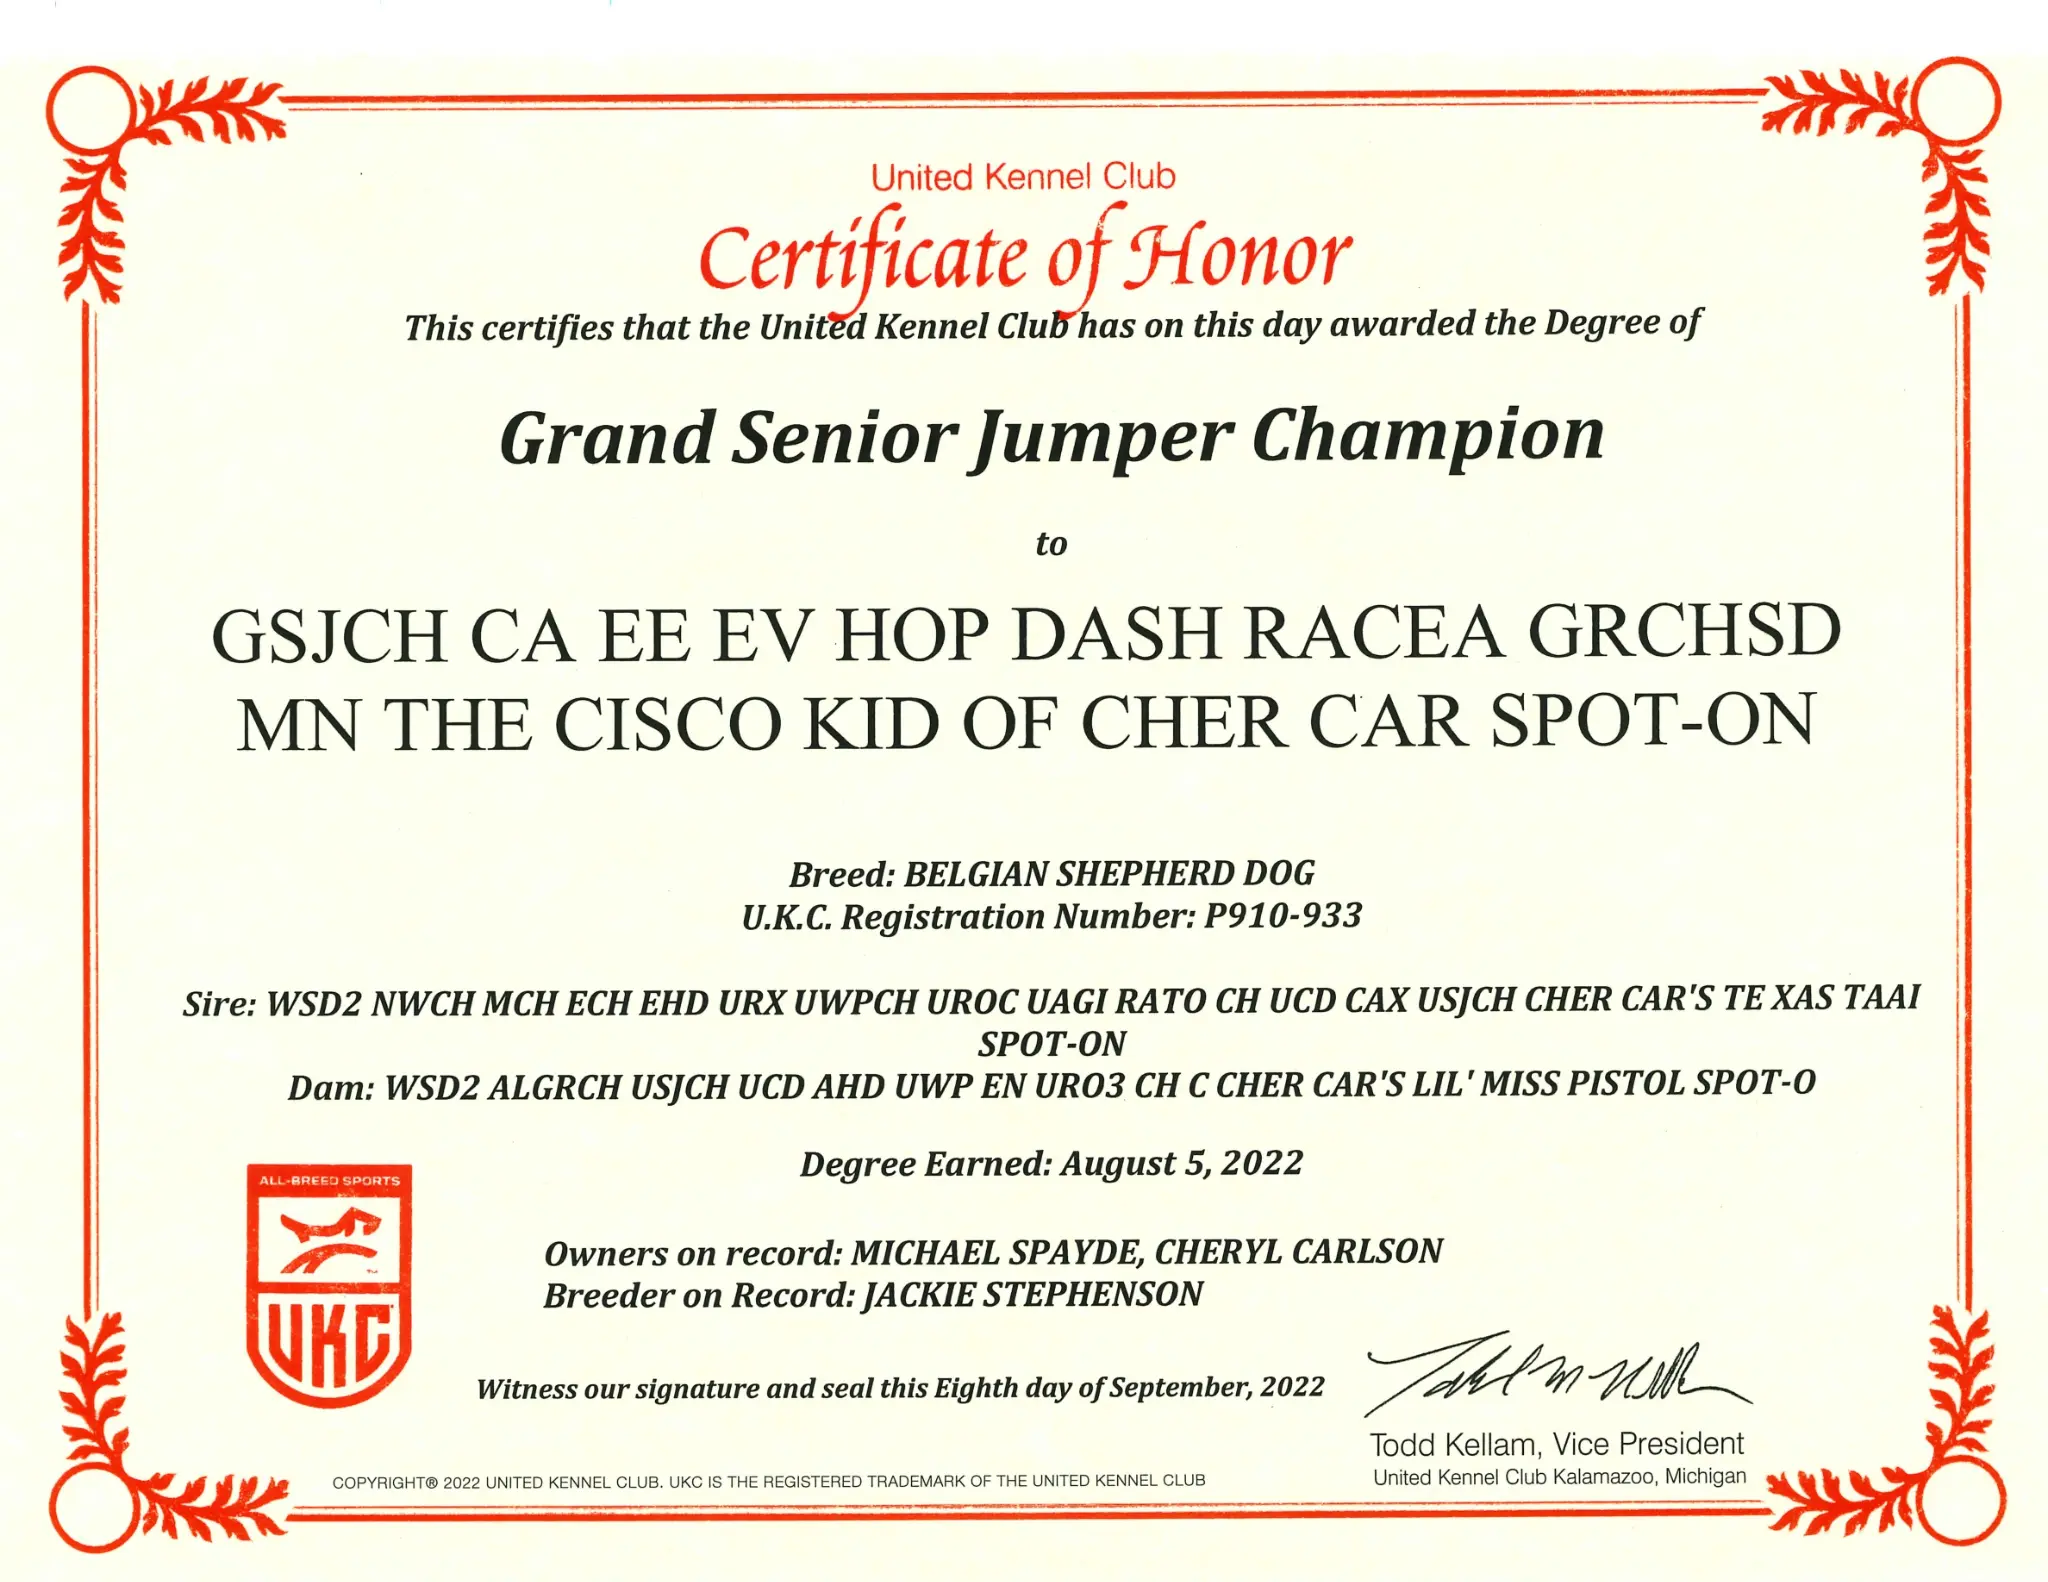 United Kennel Club
Certificate of Honor
This certifies that the United Kennel Club has on this day awarded the Degree of
Grand Senior Jumper Champion
to
GSJCH CA EE EV HOP DASH RACEA GRCHSD
MN THE CISCO KID OF CHER CAR SPOT-ON
Breed: BELGIAN SHEPHERD DOG
U.K.C. Registration Number: P910-933
Sire: WSD2 NWCH MCH ECH EHD URX UWPCH UROC UAGI RATO CH UCD CAX USJCH CHER CAR'S TE XAS TAAI
SPOT-ON
Dam: WSD2 ALGRCH USJCH UCD AHD UWP EN URO3 CH C CHER CAR'S LIL' MISS PISTOL SPOT-O
Degree Earned: August 5, 2022
ALL-BREED SPORTS
UKC
Owners on record: MICHAEL SPAYDE, CHERYL CARLSON
Breeder on Record: JACKIE STEPHENSON
Witness our signature and seal this Eighth day of September, 2022
Todd Kellam, Vice President
United Kennel Club Kalamazoo, Michigan
COPYRIGHT® 2022 UNITED KENNEL CLUB. UKC IS THE REGISTERED TRADEMARK OF THE UNITED KENNEL CLUB